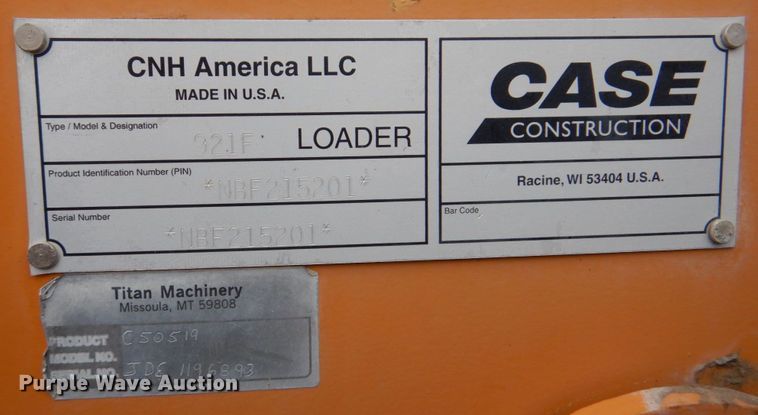 CNH America LLC
MADE IN U.S.A.
Type / Model & Designation
921F LOADER
Product Identification Number (PIN)
*NBF215201*
Serial Number
*NBF215201*
CASE
CONSTRUCTION
Racine, WI 53404 U.S.A.
Bar Code
Titan Machinery
Missoula, MT 59808
PRODUCT C50519
MODEL NO.
SERIAL NO. JDE 1196893
Purple Wave Auction